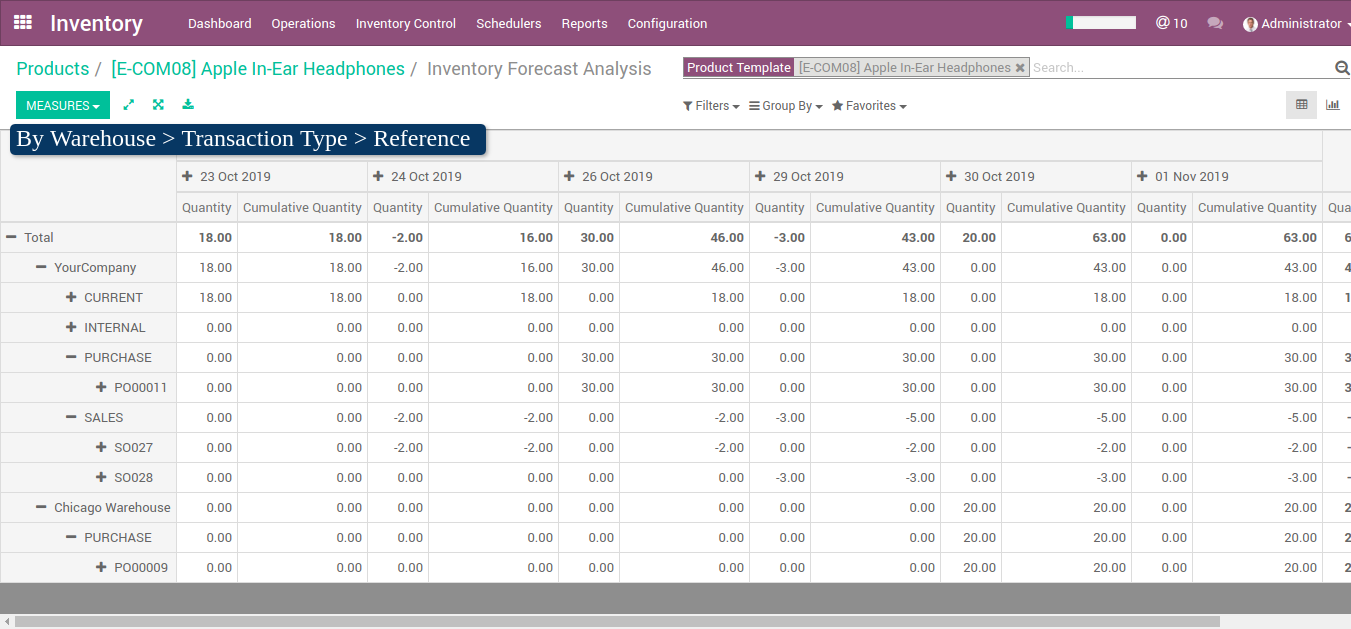 Inventory Dashboard Operations Inventory Control Schedulers Reports Configuration @ 10 Administrator
Products / [E-COM08] Apple In-Ear Headphones / Inventory Forecast Analysis Product Template [E-COM08] Apple In-Ear Headphones Search...
MEASURES Filters Group By Favorites
By Warehouse > Transaction Type > Reference
23 Oct 2019 24 Oct 2019 26 Oct 2019 29 Oct 2019 30 Oct 2019 01 Nov 2019
Quantity Cumulative Quantity Quantity Cumulative Quantity Quantity Cumulative Quantity Quantity Cumulative Quantity Quantity Cumulative Quantity Quantity Cumulative Quantity Qua
Total 18.00 18.00 -2.00 16.00 30.00 46.00 -3.00 43.00 20.00 63.00 0.00 63.00 6
YourCompany 18.00 18.00 -2.00 16.00 30.00 46.00 -3.00 43.00 0.00 43.00 0.00 43.00 4
CURRENT 18.00 18.00 0.00 18.00 0.00 18.00 0.00 18.00 0.00 18.00 0.00 18.00 1
INTERNAL 0.00 0.00 0.00 0.00 0.00 0.00 0.00 0.00 0.00 0.00 0.00 0.00
PURCHASE 0.00 0.00 0.00 0.00 30.00 30.00 0.00 30.00 0.00 30.00 0.00 30.00 3
PO00011 0.00 0.00 0.00 0.00 30.00 30.00 0.00 30.00 0.00 30.00 0.00 30.00 3
SALES 0.00 0.00 -2.00 -2.00 0.00 -2.00 -3.00 -5.00 0.00 -5.00 0.00 -5.00 -
SO027 0.00 0.00 -2.00 -2.00 0.00 -2.00 0.00 -2.00 0.00 -2.00 0.00 -2.00 -
SO028 0.00 0.00 0.00 0.00 0.00 0.00 -3.00 -3.00 0.00 -3.00 0.00 -3.00 -
Chicago Warehouse 0.00 0.00 0.00 0.00 0.00 0.00 0.00 0.00 20.00 20.00 0.00 20.00 2
PURCHASE 0.00 0.00 0.00 0.00 0.00 0.00 0.00 0.00 20.00 20.00 0.00 20.00 2
PO00009 0.00 0.00 0.00 0.00 0.00 0.00 0.00 0.00 20.00 20.00 0.00 20.00 2